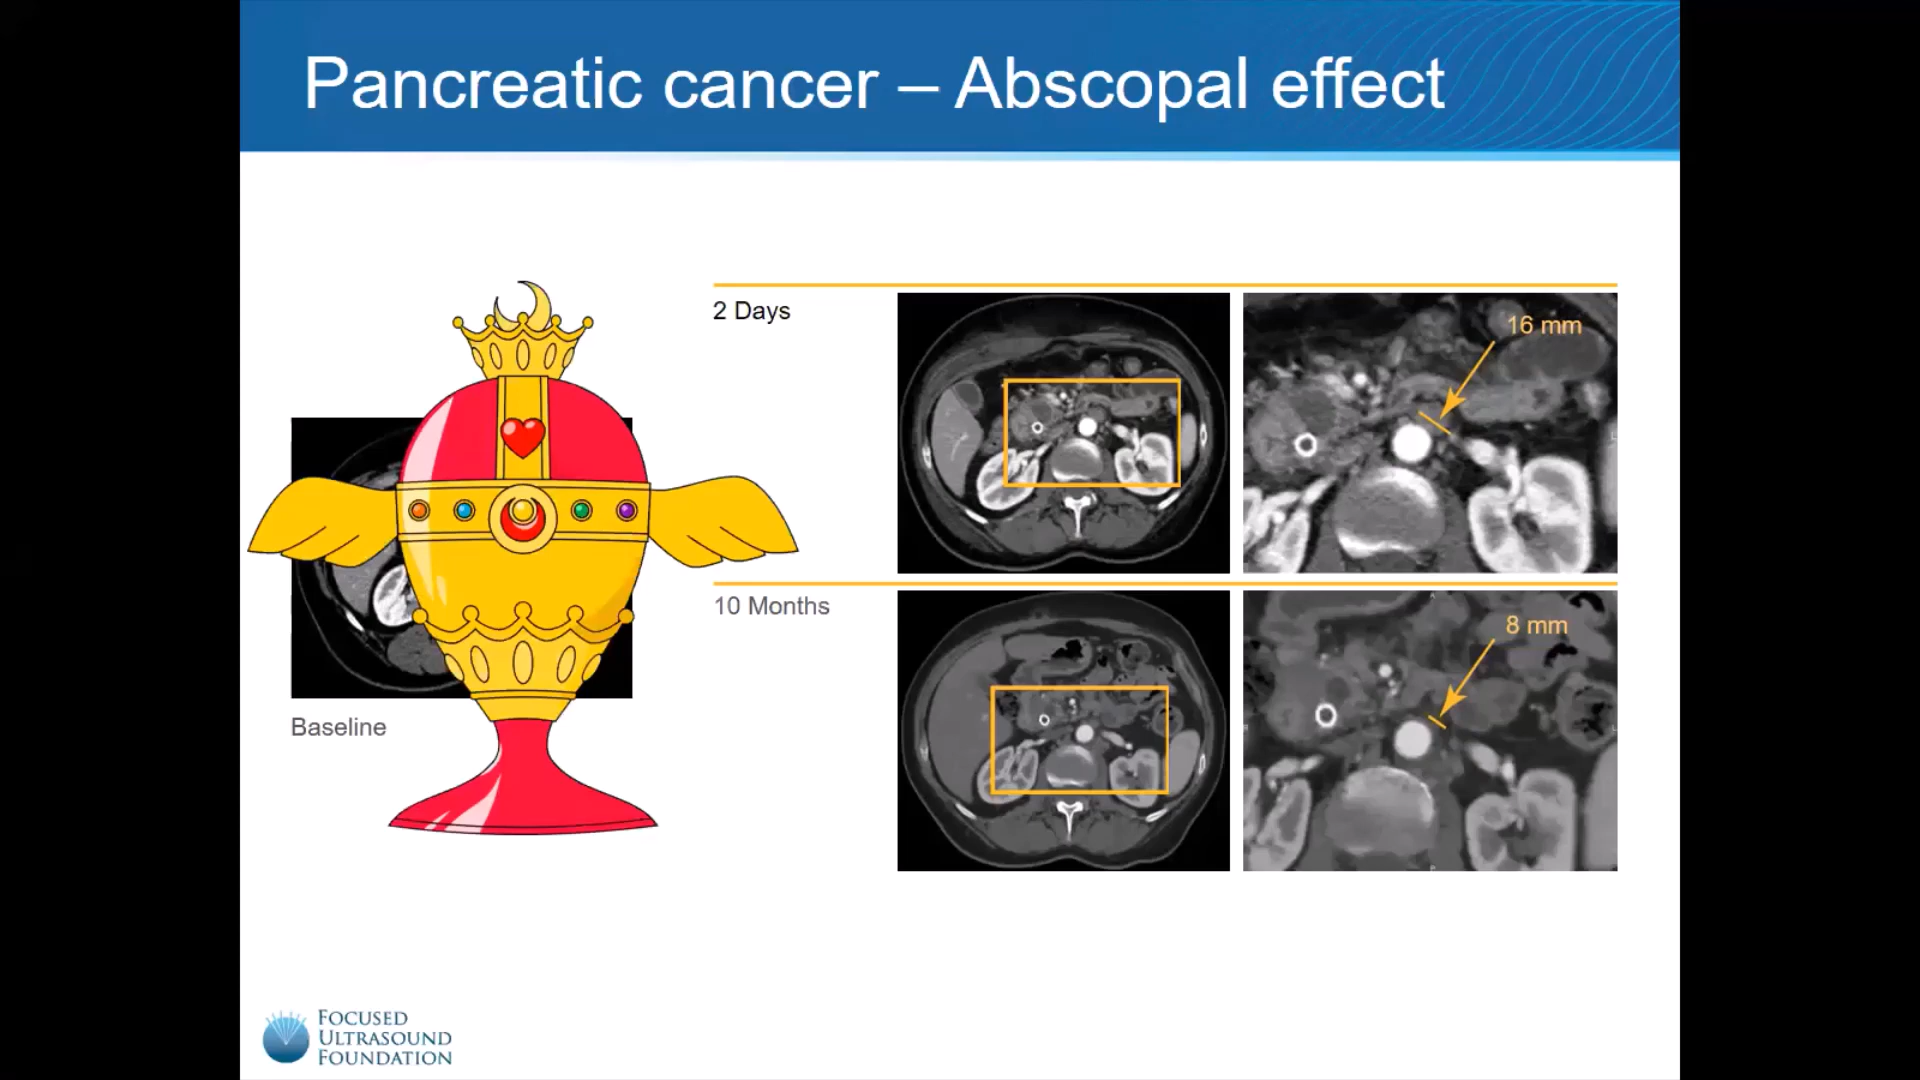 Pancreatic cancer – Abscopal effect
2 Days
16 mm
10 Months
8 mm
Baseline
FOCUSED
ULTRASOUND
FOUNDATION